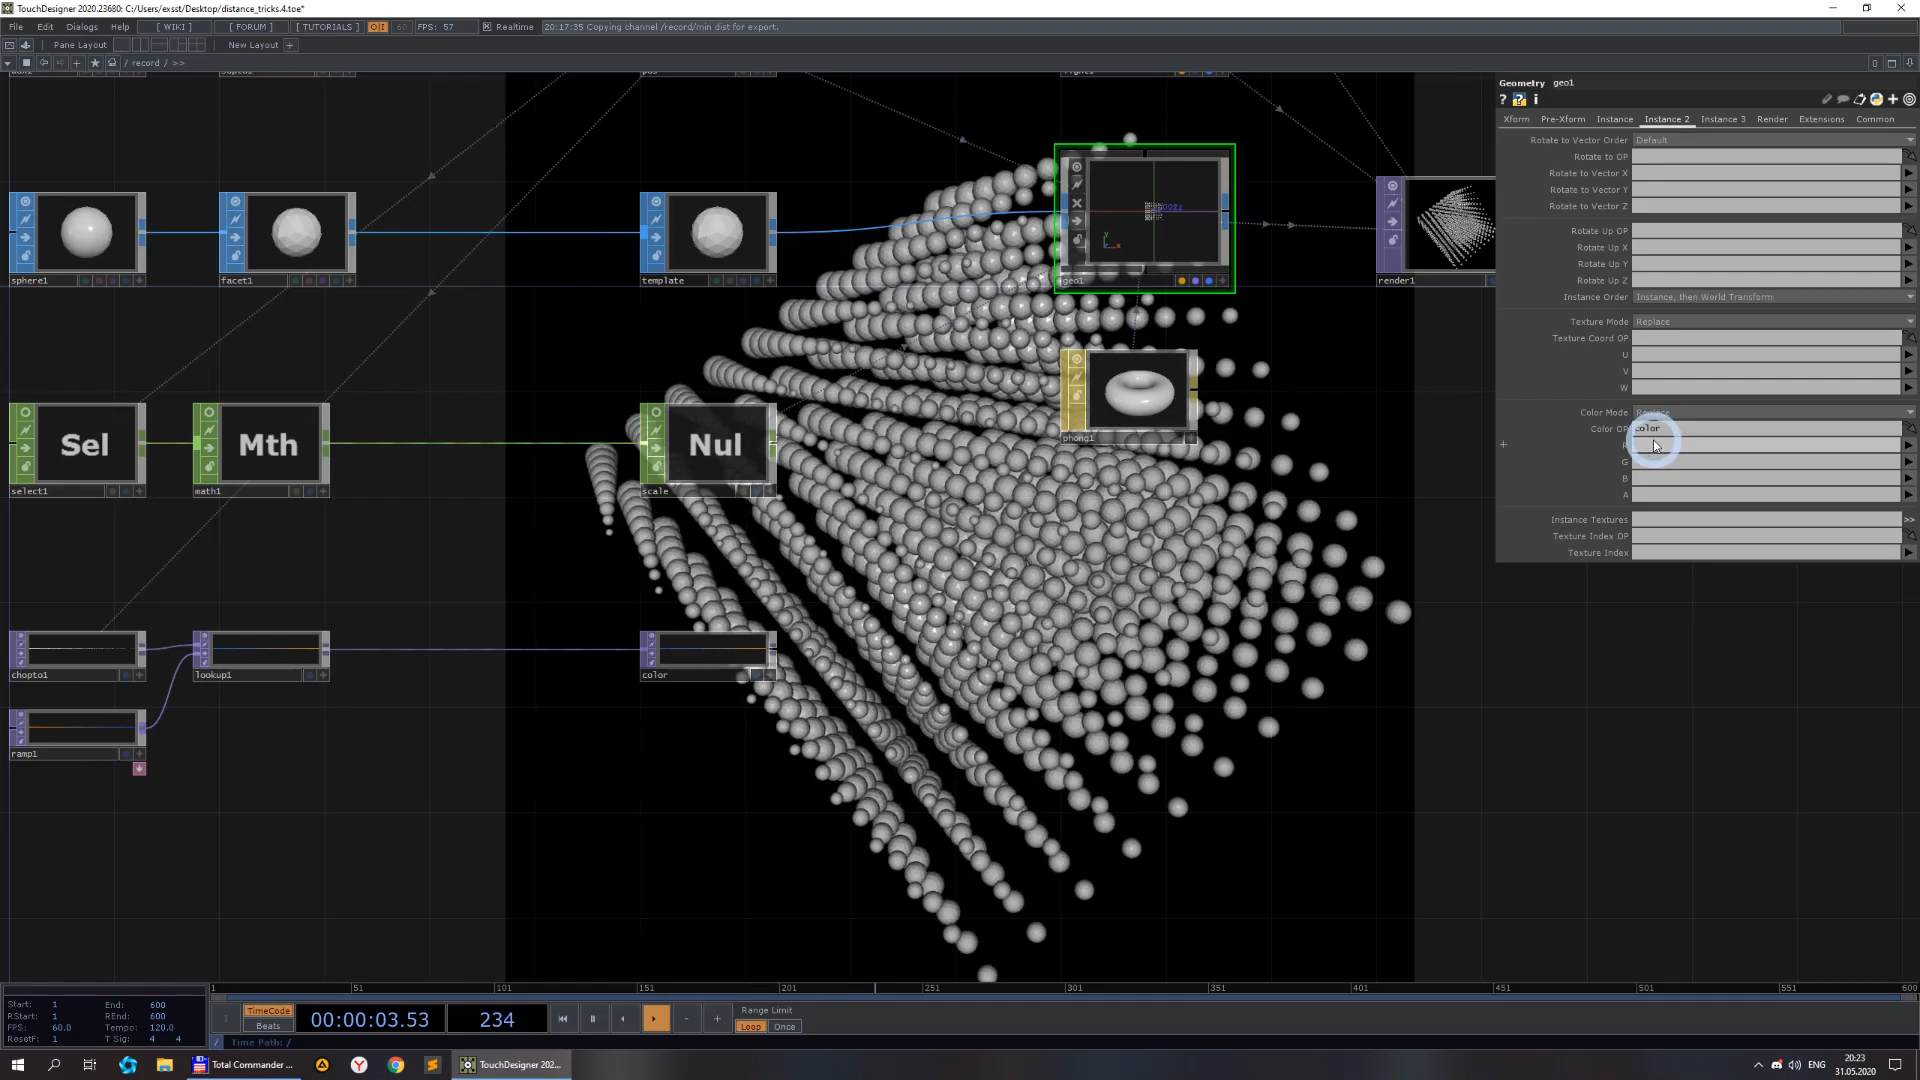 TouchDesigner 2020.23680: C:/Users/exsst/Desktop/distance_tricks.4.toe*
File Edit Dialogs Help [ WIKI ] [ FORUM ] [ TUTORIALS ] O|I 60 FPS: 57 Realtime 20:17:35 Copying channel /record/min dist for export.
Pane Layout New Layout +
/ record / >>
Geometry geo1
Xform Pre-Xform Instance Instance 2 Instance 3 Render Extensions Common
Rotate to Vector Order Default
Rotate to OP
Rotate to Vector X
Rotate to Vector Y
Rotate to Vector Z
Rotate Up OP
Rotate Up X
Rotate Up Y
Rotate Up Z
Instance Order Instance, then World Transform
Texture Mode Replace
Texture Coord OP
U
V
W
Color Mode Replace
Color OP color
R
G
B
A
Instance Textures >>
Texture Index OP
Texture Index
sphere1 facet1 template geo1 render1
Sel Mth Nul
phong1
select1 math1 scale
chopto1 lookup1 color
ramp1
1 51 101 151 201 251 301 351 401 451 501 551 600
Start: 1 End: 600
RStart: 1 REnd: 600
FPS: 60.0 Tempo: 120.0
ResetF: 1 T Sig: 4 4
TimeCode
Beats
00:00:03.53 234
Range Limit
Loop Once
/ Time Path: /
Total Commander ... TouchDesigner 202...
ENG 20:23
31.05.2020